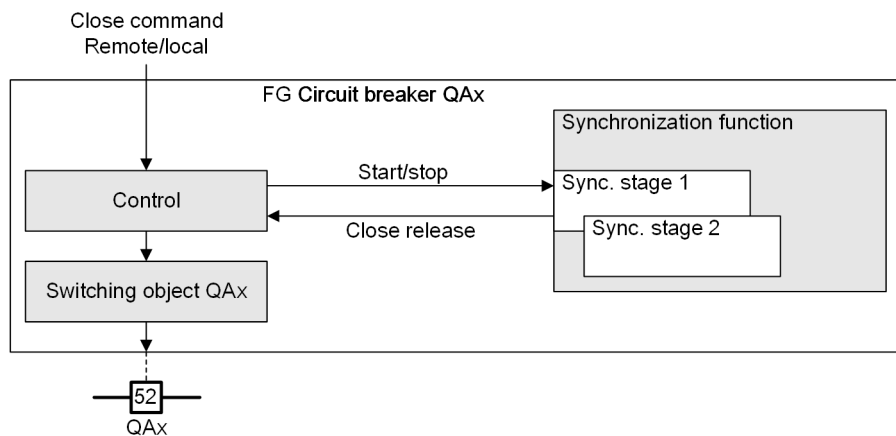 Close command
Remote/local
FG Circuit breaker QAx
Synchronization function
Start/stop
Sync. stage 1
Control
Close release
Sync. stage 2
Switching object QAx
52
QAx